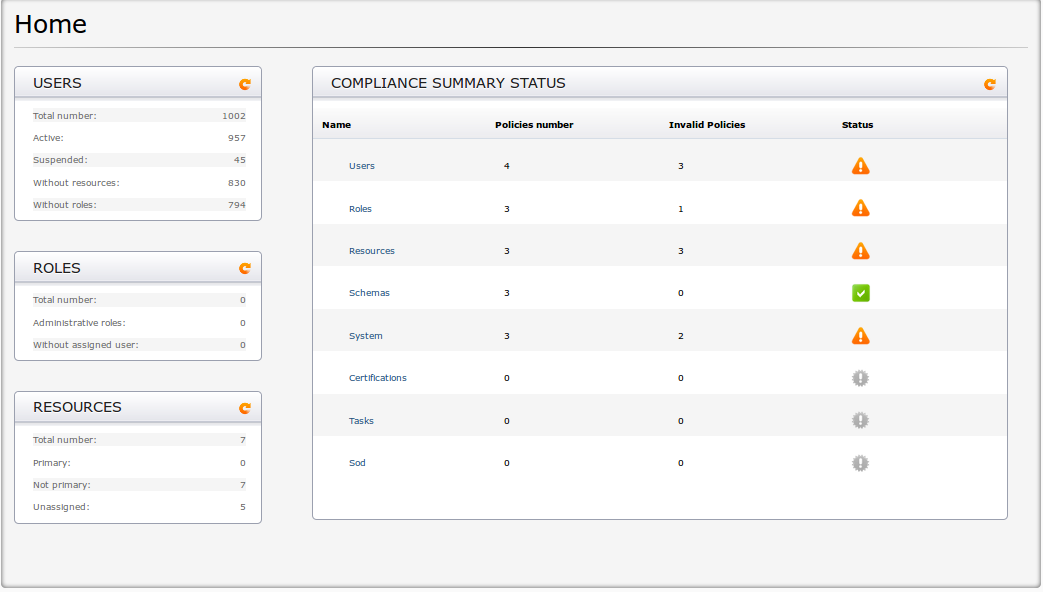 Home
USERS
Total number: 1002
Active: 957
Suspended: 45
Without resources: 830
Without roles: 794
ROLES
Total number: 0
Administrative roles: 0
Without assigned user: 0
RESOURCES
Total number: 7
Primary: 0
Not primary: 7
Unassigned: 5
COMPLIANCE SUMMARY STATUS
Name Policies number Invalid Policies Status
Users 4 3
Roles 3 1
Resources 3 3
Schemas 3 0
System 3 2
Certifications 0 0
Tasks 0 0
Sod 0 0